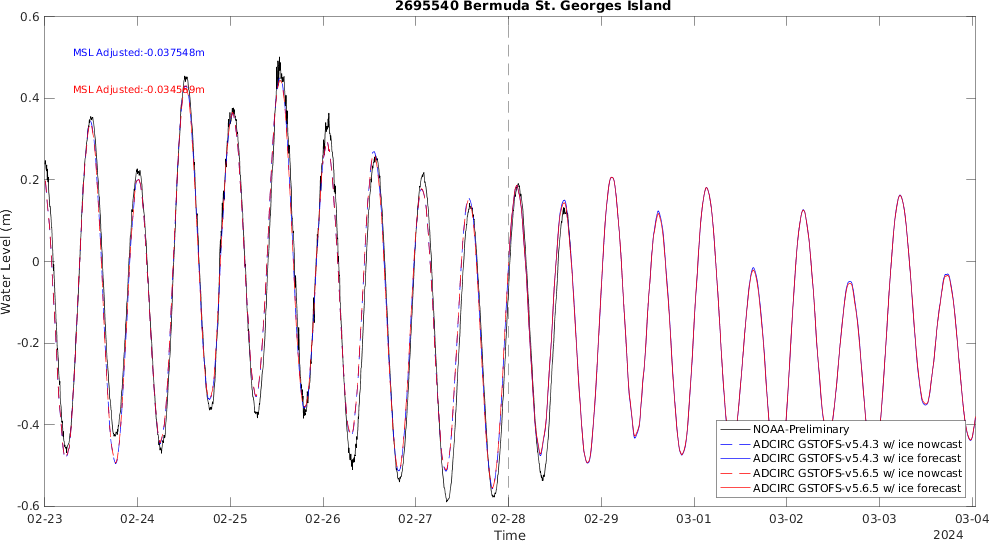 2695540 Bermuda St. Georges Island
0.6
MSL Adjusted:-0.037548m
0.4
MSL Adjusted:-0.034569m
0.2
0
-0.2
-0.4
-0.6
Water Level (m)
NOAA-Preliminary
ADCIRC GSTOFS-v5.4.3 w/ ice nowcast
ADCIRC GSTOFS-v5.4.3 w/ ice forecast
ADCIRC GSTOFS-v5.6.5 w/ ice nowcast
ADCIRC GSTOFS-v5.6.5 w/ ice forecast
02-23 02-24 02-25 02-26 02-27 02-28 02-29 03-01 03-02 03-03 03-04
Time
2024